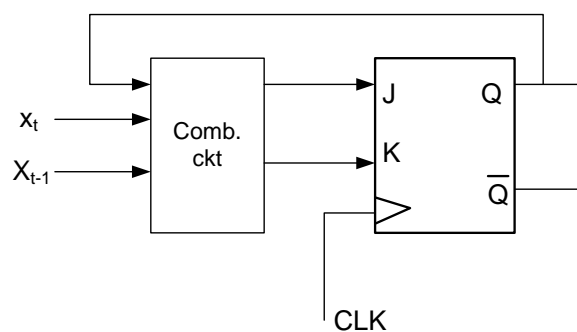 x_t
X_{t-1}
Comb.
ckt
J
K
Q
Q̅
CLK